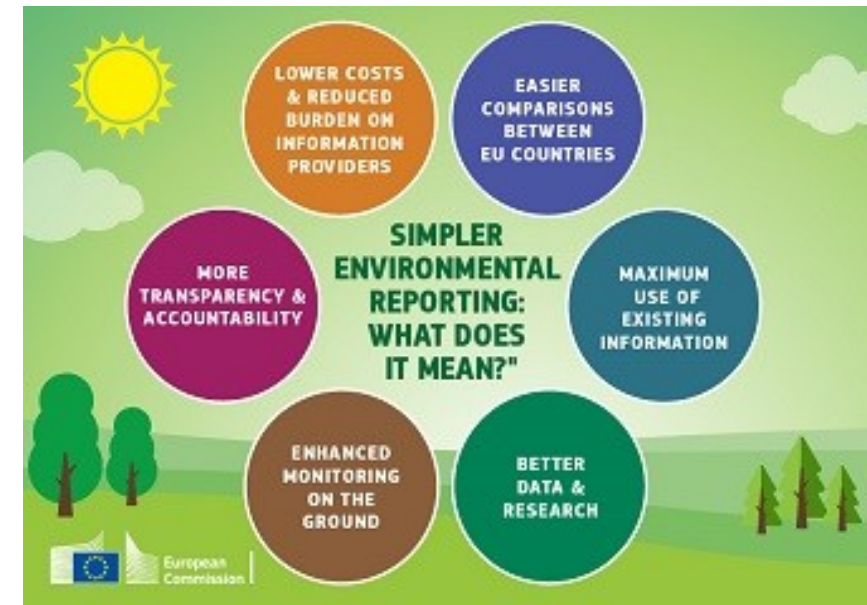 LOWER COSTS
& REDUCED
BURDEN ON
INFORMATION
PROVIDERS
EASIER
COMPARISONS
BETWEEN
EU COUNTRIES
MORE
TRANSPARENCY &
ACCOUNTABILITY
SIMPLER
ENVIRONMENTAL
REPORTING:
WHAT DOES
IT MEAN?"
MAXIMUM
USE OF
EXISTING
INFORMATION
ENHANCED
MONITORING
ON THE
GROUND
BETTER
DATA &
RESEARCH
European
Commission